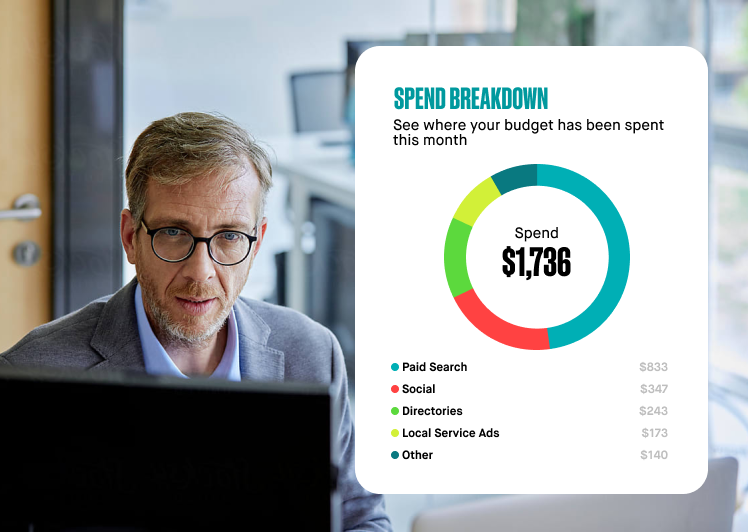 SPEND BREAKDOWN
See where your budget has been spent
this month
Spend
$1,736
Paid Search $833
Social $347
Directories $243
Local Service Ads $173
Other $140